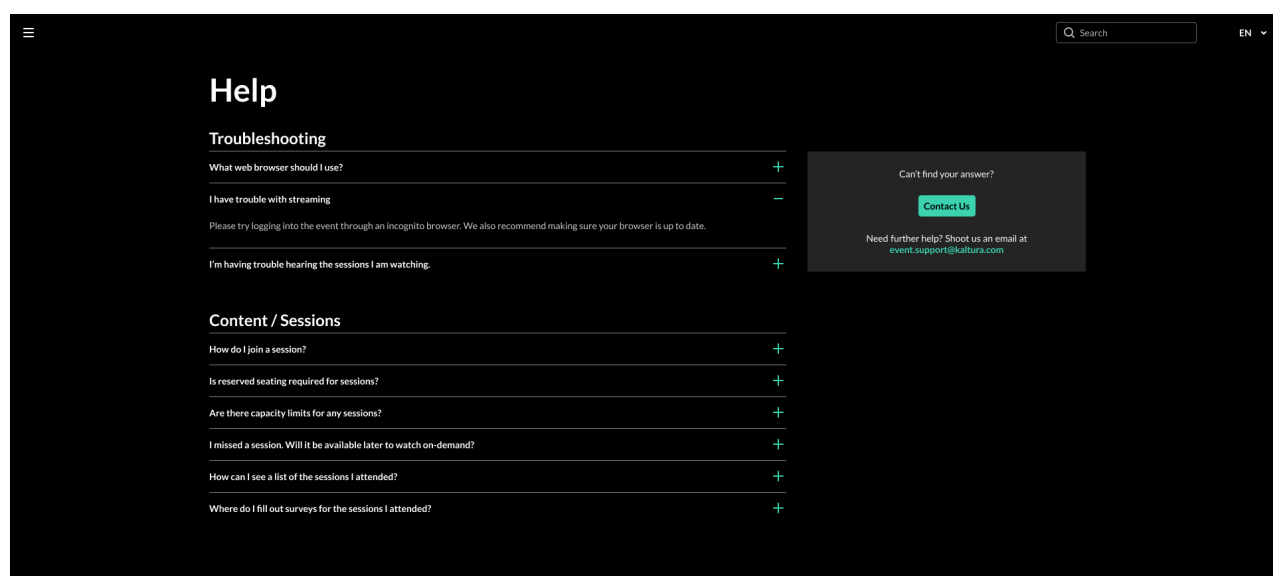 Search
EN
Help
Troubleshooting
What web browser should I use?
I have trouble with streaming
Please try logging into the event through an incognito browser. We also recommend making sure your browser is up to date.
I'm having trouble hearing the sessions I am watching.
Can't find your answer?
Contact Us
Need further help? Shoot us an email at
event.support@kaltura.com
Content / Sessions
How do I join a session?
Is reserved seating required for sessions?
Are there capacity limits for any sessions?
I missed a session. Will it be available later to watch on-demand?
How can I see a list of the sessions I attended?
Where do I fill out surveys for the sessions I attended?